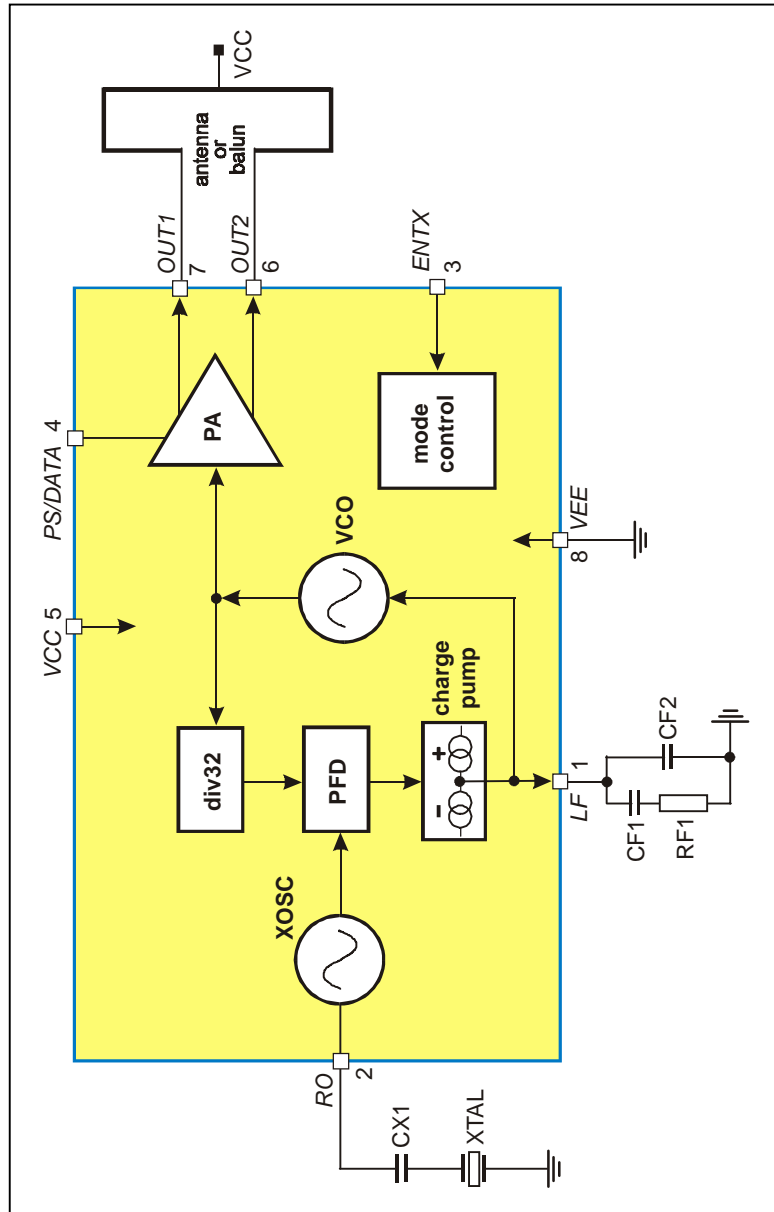 VCC
antenna
or
balun
OUT1
7
OUT2
6
ENTX
3
PS/DATA 4
PA
mode
control
VCC 5
VCO
VEE
8
div32
PFD
charge
pump
- +
XOSC
LF
1
CF1
RF1
CF2
RO
2
CX1
XTAL